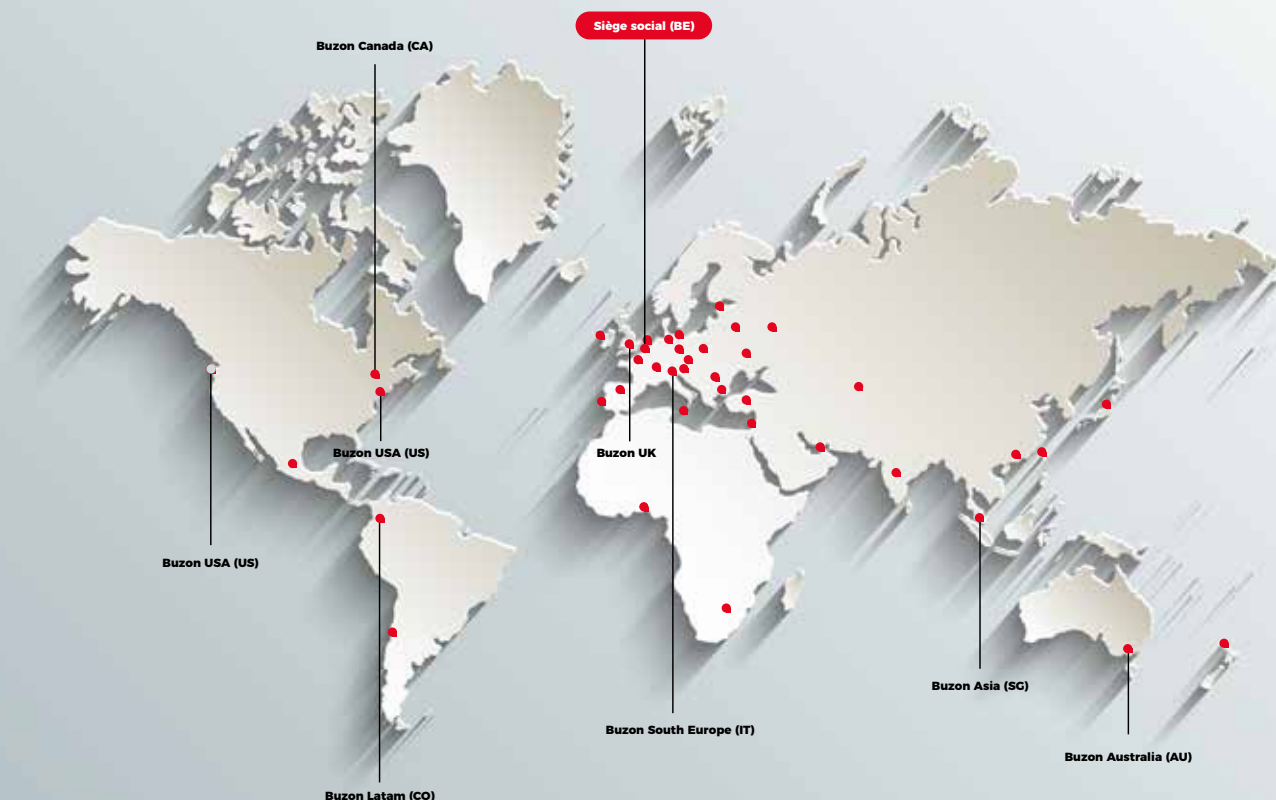 Siège social (BE)
Buzon Canada (CA)
Buzon USA (US)
Buzon UK
Buzon USA (US)
Buzon Asia (SG)
Buzon South Europe (IT)
Buzon Australia (AU)
Buzon Latam (CO)